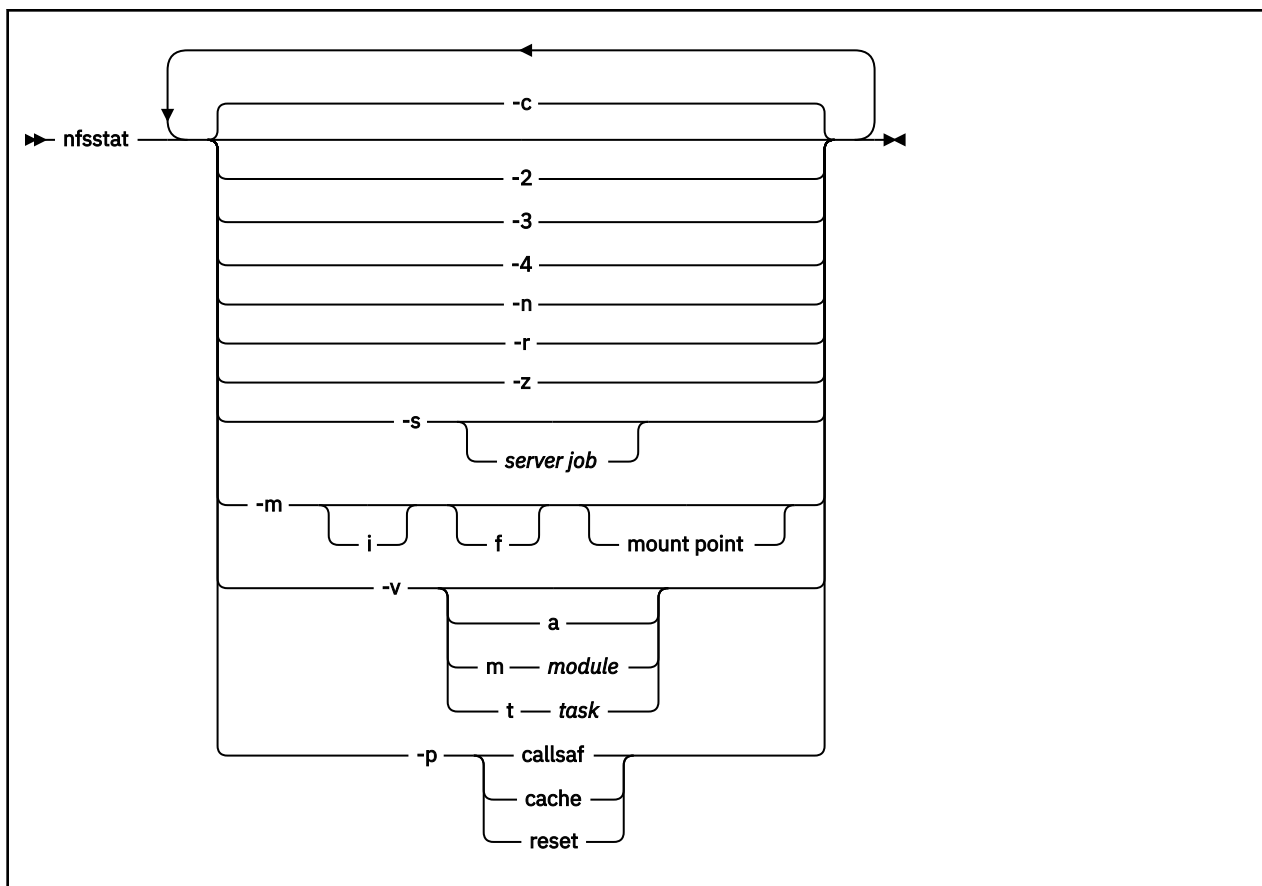 -c
nfsstat
-2
-3
-4
-n
-r
-z
-s
server job
-m
i f mount point
-v
a
m module
t task
-p callsaf
cache
reset